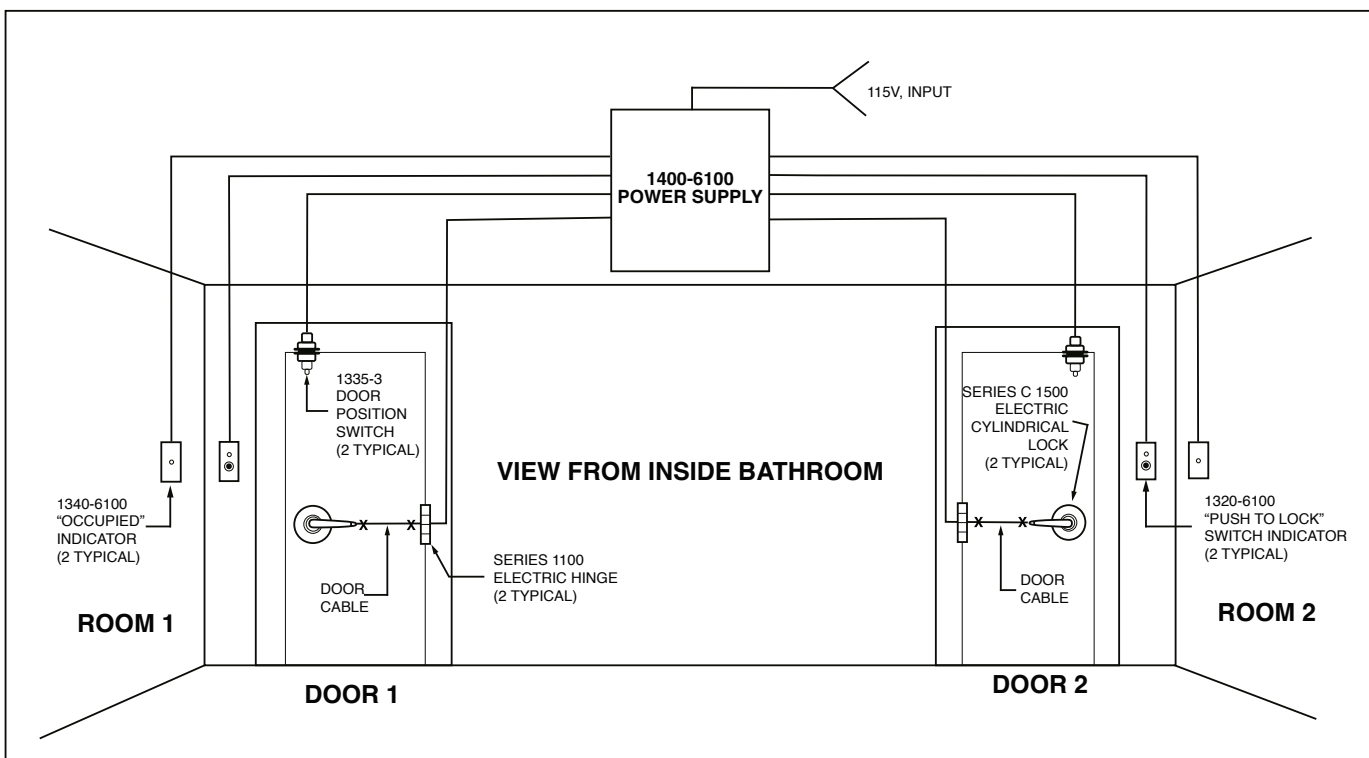 115V, INPUT
1400-6100
POWER SUPPLY
1335-3
DOOR
POSITION
SWITCH
(2 TYPICAL)
SERIES C 1500
ELECTRIC
CYLINDRICAL
LOCK
(2 TYPICAL)
VIEW FROM INSIDE BATHROOM
1340-6100
“OCCUPIED”
INDICATOR
(2 TYPICAL)
1320-6100
“PUSH TO LOCK”
SWITCH INDICATOR
(2 TYPICAL)
SERIES 1100
ELECTRIC HINGE
(2 TYPICAL)
DOOR
CABLE
DOOR
CABLE
ROOM 1
ROOM 2
DOOR 1
DOOR 2